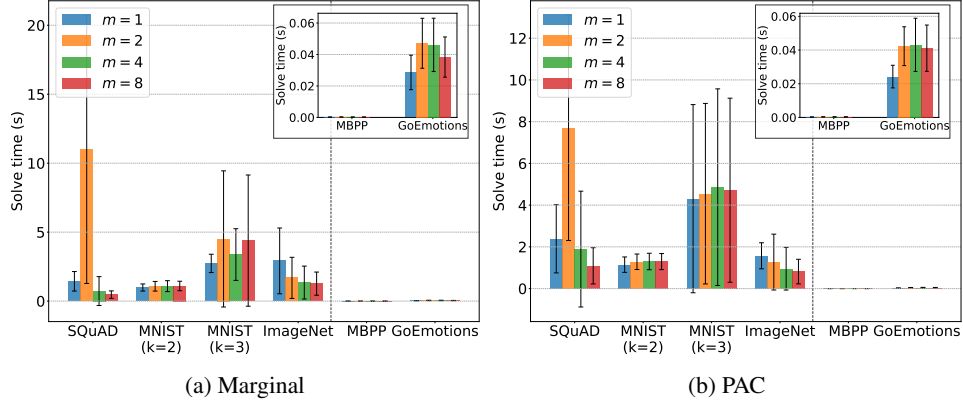 20
15
10
5
0
Solve time (s)
m = 1
m = 2
m = 4
m = 8
0.06
0.04
0.02
0.00
Solve time (s)
MBPP
GoEmotions
SQuAD
MNIST
(k=2)
MNIST
(k=3)
ImageNet
MBPP
GoEmotions
(a) Marginal
12
10
8
6
4
2
0
Solve time (s)
m = 1
m = 2
m = 4
m = 8
0.06
0.04
0.02
0.00
Solve time (s)
MBPP
GoEmotions
SQuAD
MNIST
(k=2)
MNIST
(k=3)
ImageNet
MBPP
GoEmotions
(b) PAC